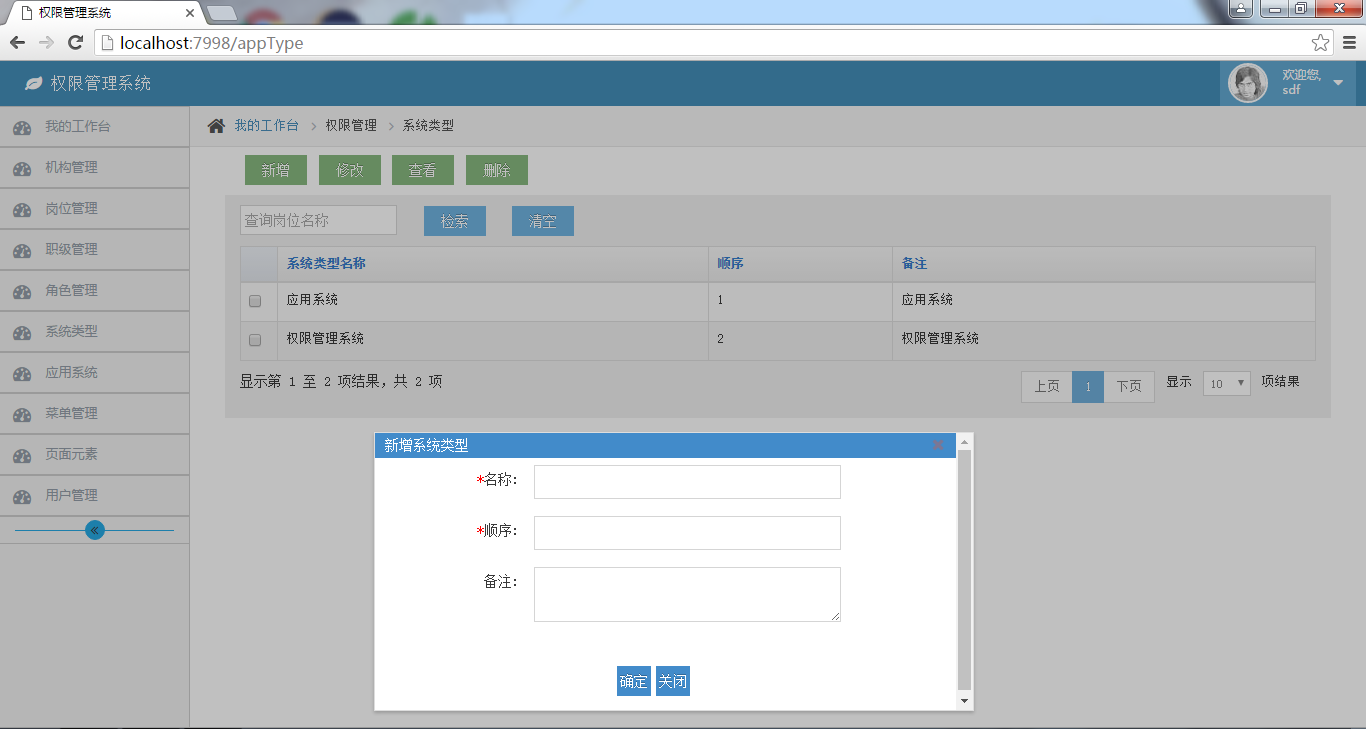 权限管理系统
localhost:7998/appType
权限管理系统
欢迎您,
sdf
我的工作台
机构管理
岗位管理
职级管理
角色管理
系统类型
应用系统
菜单管理
页面元素
用户管理
我的工作台 > 权限管理 > 系统类型
新增 修改 查看 删除
查询岗位名称 检索 清空
系统类型名称 顺序 备注
应用系统 1 应用系统
权限管理系统 2 权限管理系统
显示第 1 至 2 项结果，共 2 项 上页 1 下页 显示 10 项结果
新增系统类型
*名称:
*顺序:
备注:
确定 关闭